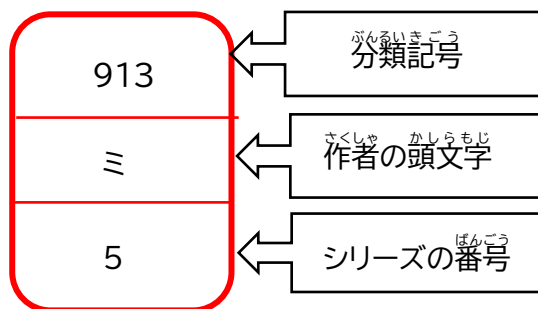 913
ぶんるいきごう
分類記号
ミ
さくしゃ かしらもじ
作者の頭文字
5
ばんごう
シリーズの番号